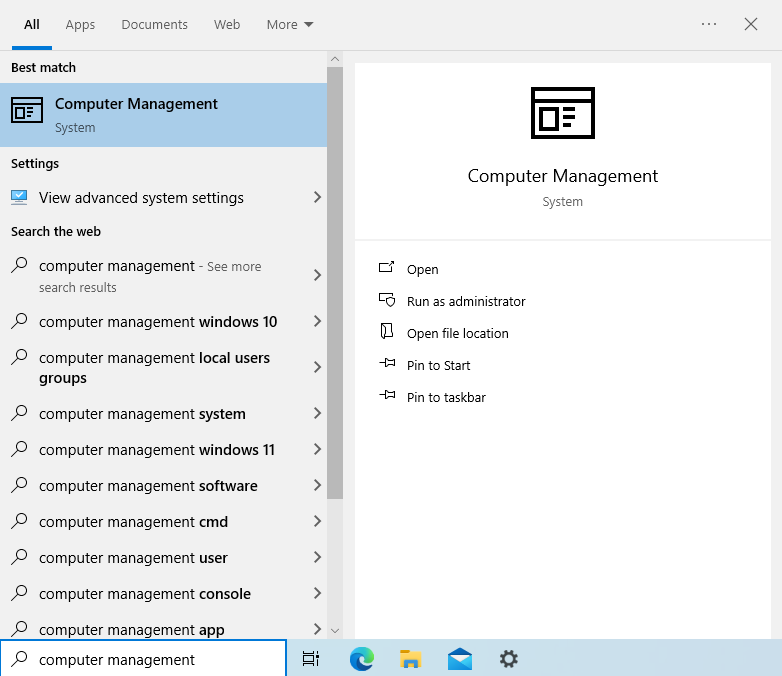 All Apps Documents Web More
Best match
Computer Management
System
Settings
View advanced system settings
Search the web
computer management - See more
search results
computer management windows 10
computer management local users
groups
computer management system
computer management windows 11
computer management software
computer management cmd
computer management user
computer management console
computer management app
computer management
Computer Management
System
Open
Run as administrator
Open file location
Pin to Start
Pin to taskbar